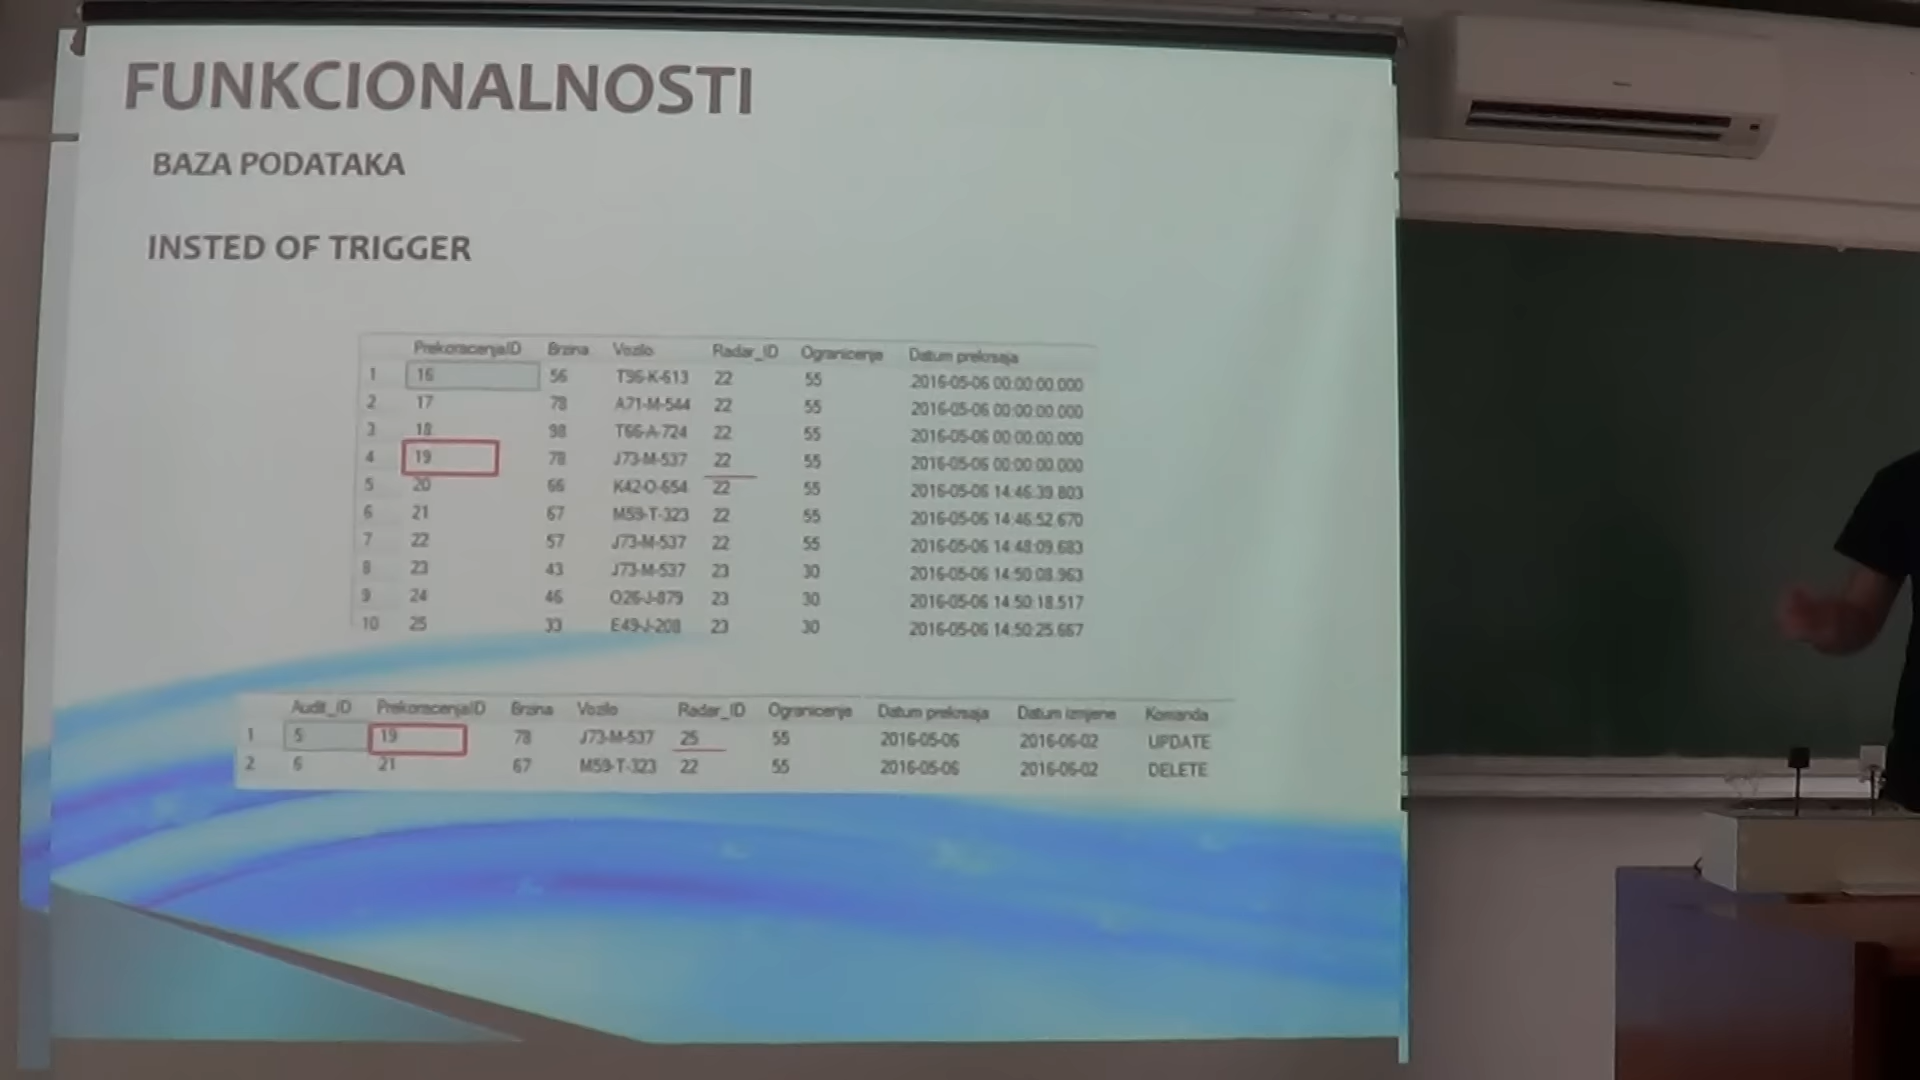 FUNKCIONALNOSTI
BAZA PODATAKA
INSTED OF TRIGGER
PrekoracenjaID Brzina Vozilo Radar_ID Ogranicenje Datum prekrsaja
1 16 56 T96-K-613 22 55 2016-05-06 00:00:00.000
2 17 78 A71-M-544 22 55 2016-05-06 00:00:00.000
3 18 98 T66-A-724 22 55 2016-05-06 00:00:00.000
4 19 78 J73-M-537 22 55 2016-05-06 00:00:00.000
5 20 66 K42-O-654 22 55 2016-05-06 14:46:39.803
6 21 67 M59-T-323 22 55 2016-05-06 14:46:52.670
7 22 57 J73-M-537 22 55 2016-05-06 14:48:09.683
8 23 43 J73-M-537 23 30 2016-05-06 14:50:08.963
9 24 46 O26-J-879 23 30 2016-05-06 14:50:18.517
10 25 33 E49-J-208 23 30 2016-05-06 14:50:25.667
Audit_ID PrekoracenjaID Brzina Vozilo Radar_ID Ogranicenje Datum prekrsaja Datum izmjene Komanda
1 5 19 78 J73-M-537 25 55 2016-05-06 2016-06-02 UPDATE
2 6 21 67 M59-T-323 22 55 2016-05-06 2016-06-02 DELETE